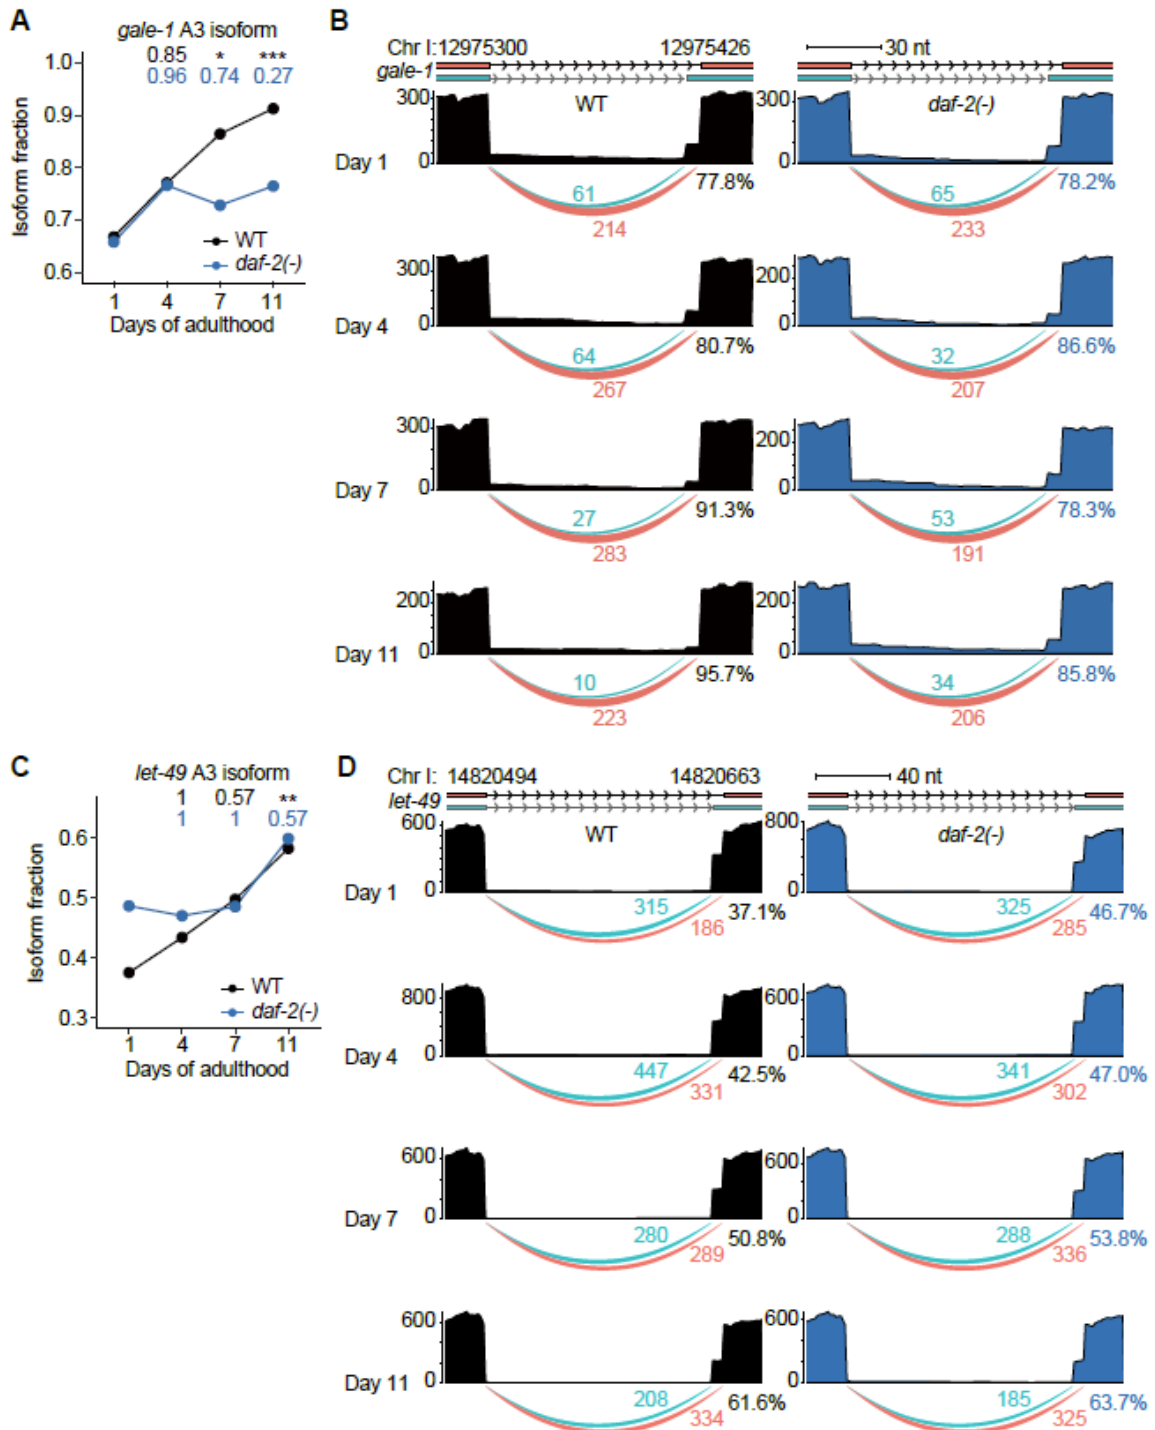 A
gale-1 A3 isoform
0.85 * ***
0.96 0.74 0.27
1.0
0.9
0.8
0.7
0.6
Isoform fraction
WT
daf-2(-)
1 4 7 11
Days of adulthood
B
Chr I:12975300 12975426 30 nt
gale-1
WT daf-2(-)
Day 1
300 0 61 214 77.8%
300 0 65 233 78.2%
Day 4
300 0 64 267 80.7%
200 0 32 207 86.6%
Day 7
300 0 27 283 91.3%
200 0 53 191 78.3%
Day 11
200 0 10 223 95.7%
200 0 34 206 85.8%
C
let-49 A3 isoform
1 0.57 **
1 1 0.57
0.6
0.5
0.4
0.3
Isoform fraction
WT
daf-2(-)
1 4 7 11
Days of adulthood
D
Chr I: 14820494 14820663 40 nt
let-49
WT daf-2(-)
Day 1
600 0 315 186 37.1%
800 0 325 285 46.7%
Day 4
800 0 447 331 42.5%
600 0 341 302 47.0%
Day 7
600 0 280 289 50.8%
600 0 288 336 53.8%
Day 11
600 0 208 334 61.6%
600 0 185 325 63.7%